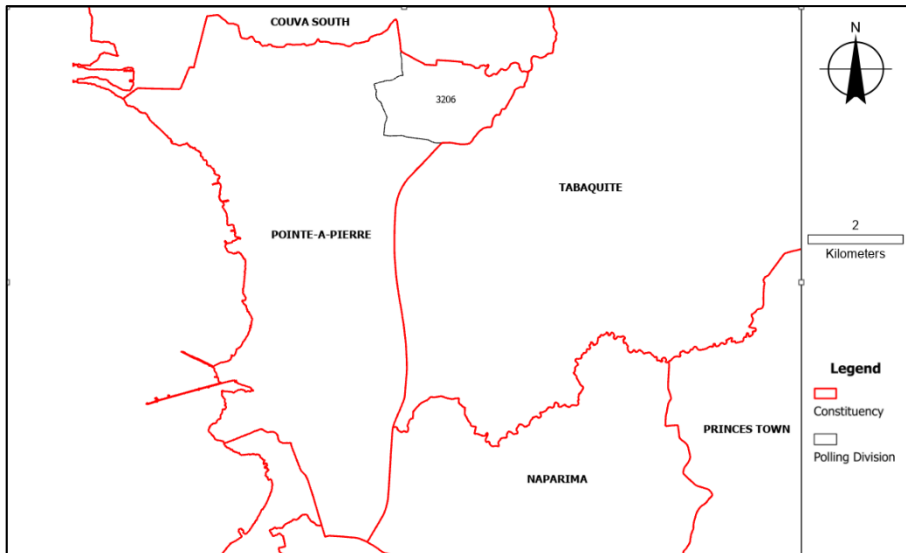 COUVA SOUTH
N
3206
TABAQUITE
POINTE-A-PIERRE
2
Kilometers
Legend
Constituency
PRINCES TOWN
Polling Division
NAPARIMA